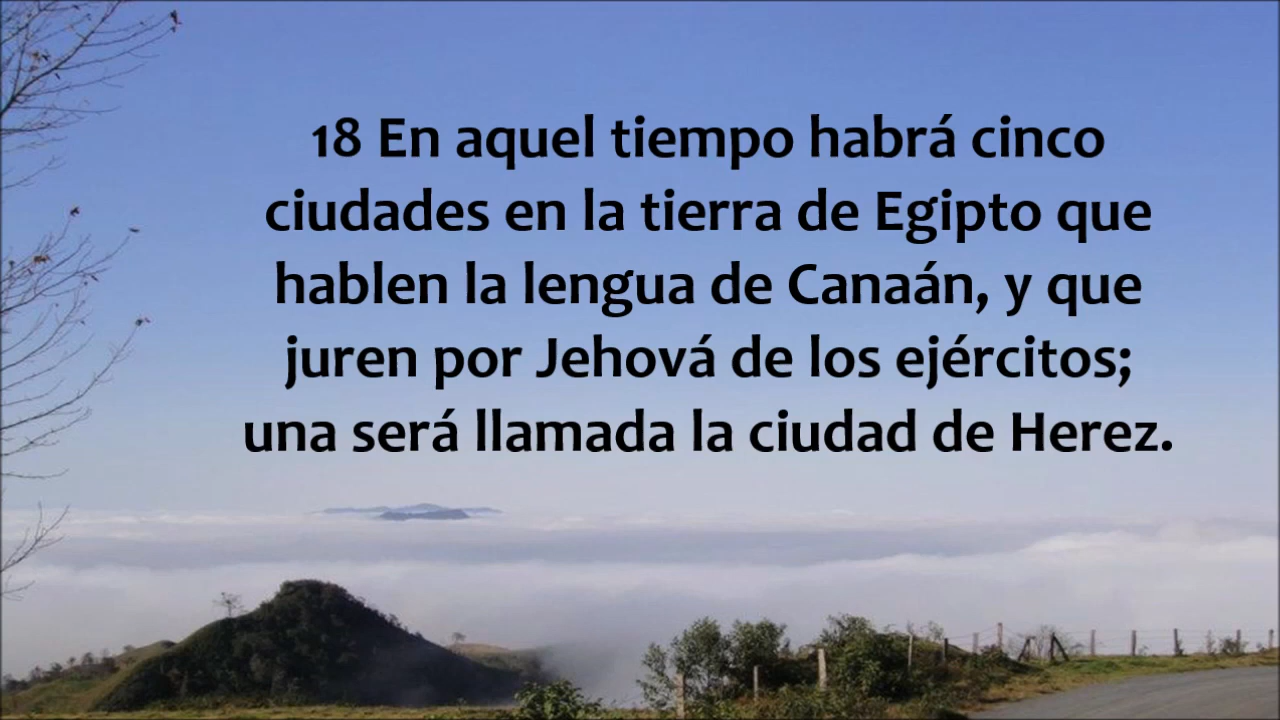 18 En aquel tiempo habrá cinco
ciudades en la tierra de Egipto que
hablen la lengua de Canaán, y que
juren por Jehová de los ejércitos;
una será llamada la ciudad de Herez.